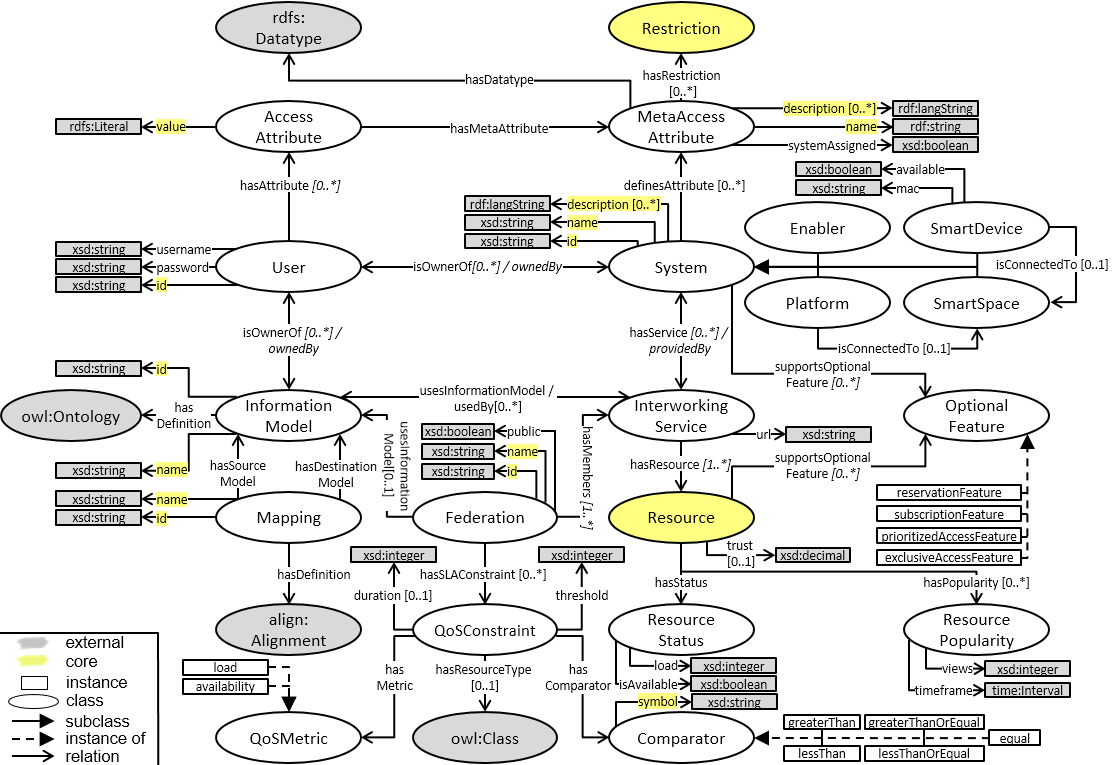 rdfs:
Datatype
Restriction
hasDatatype
hasRestriction
[0..*]
rdfs:Literal
value
Access
Attribute
hasMetaAttribute
MetaAccess
Attribute
description [0..*]
rdf:langString
name
rdf:string
systemAssigned
xsd:boolean
hasAttribute [0..*]
definesAttribute [0..*]
xsd:boolean
available
xsd:string
mac
rdf:langString
description [0..*]
xsd:string
name
xsd:string
id
Enabler
SmartDevice
xsd:string
username
xsd:string
password
xsd:string
id
User
isOwnerOf[0..*] / ownedBy
System
isConnectedTo [0..1]
Platform
SmartSpace
isOwnerOf [0..*] /
ownedBy
hasService [0..*] /
providedBy
isConnectedTo [0..1]
xsd:string
id
supportsOptional
Feature [0..*]
owl:Ontology
has
Definition
Information
Model
usesInformationModel /
usedBy[0..*]
Interworking
Service
Optional
Feature
usesInformation
Model[0..1]
xsd:boolean
public
xsd:string
name
xsd:string
id
hasMembers [1..*]
url
xsd:string
xsd:string
name
hasSource
Model
hasDestination
Model
hasResource [1..*]
supportsOptional
Feature [0..*]
xsd:string
name
xsd:string
id
Mapping
Federation
Resource
reservationFeature
subscriptionFeature
prioritizedAccessFeature
exclusiveAccessFeature
xsd:integer
xsd:integer
trust
[0..1]
xsd:decimal
hasDefinition
hasSLAConstraint [0..*]
duration [0..1]
threshold
hasStatus
hasPopularity [0..*]
align:
Alignment
QoSConstraint
Resource
Status
Resource
Popularity
external
core
instance
class
subclass
instance of
relation
load
availability
has
Metric
hasResourceType
[0..1]
has
Comparator
load
xsd:integer
isAvailable
xsd:boolean
symbol
xsd:string
views
xsd:integer
timeframe
time:Interval
QoSMetric
owl:Class
Comparator
greaterThan
greaterThanOrEqual
equal
lessThan
lessThanOrEqual